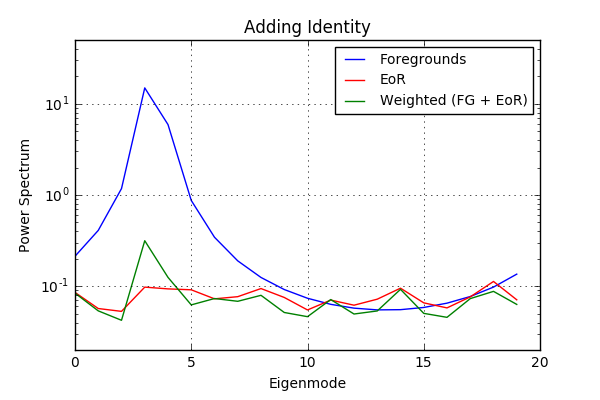 Adding Identity
Foregrounds
EoR
Weighted (FG + EoR)
10^1
10^0
10^-1
Power Spectrum
0 5 10 15 20
Eigenmode